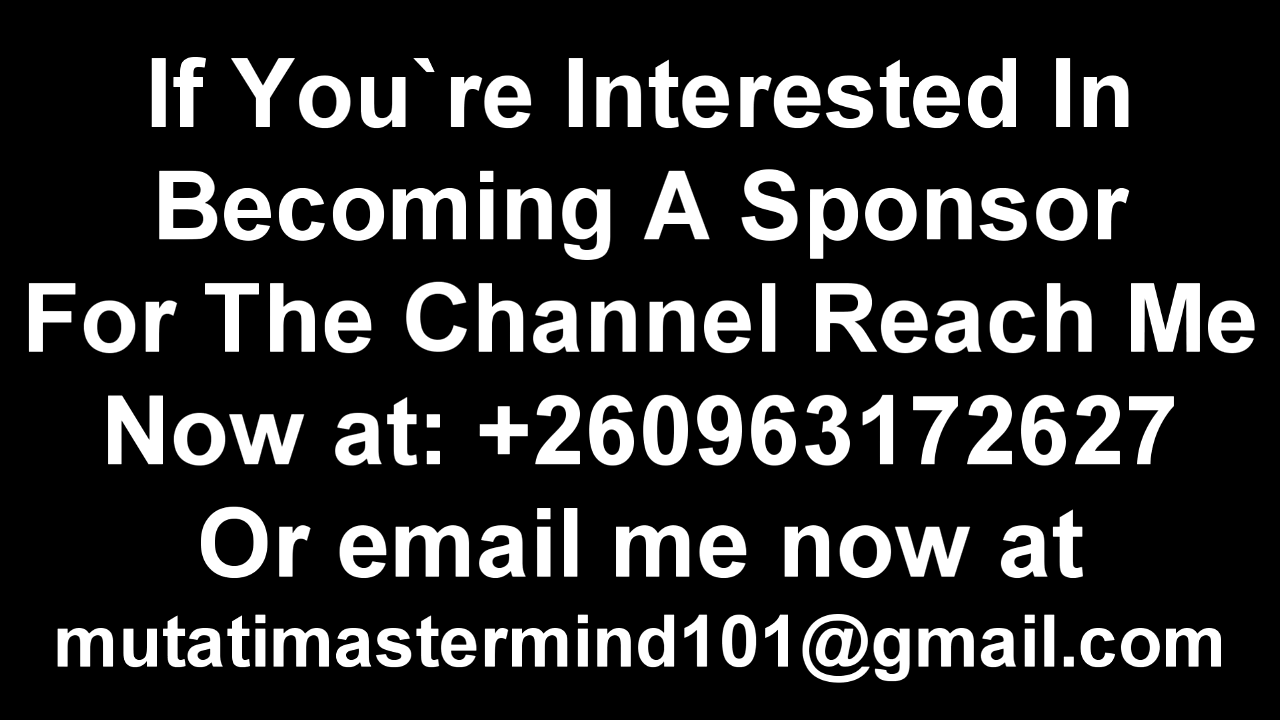 If You`re Interested In
Becoming A Sponsor
For The Channel Reach Me
Now at: +260963172627
Or email me now at
mutatimastermind101@gmail.com